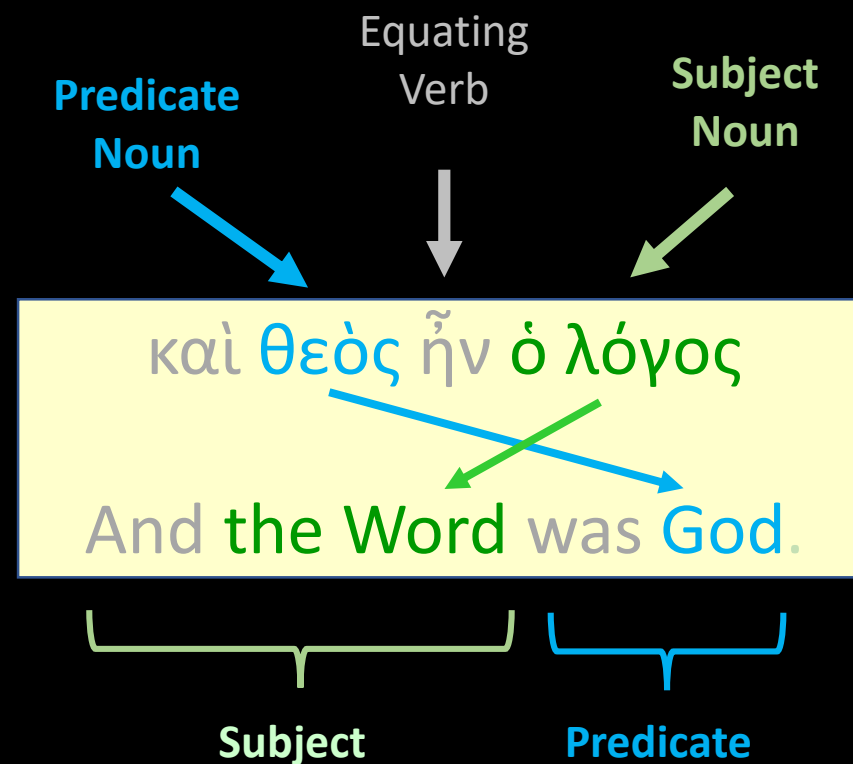 Equating
Verb
Predicate
Noun
Subject
Noun
καὶ θεὸς ἦν ὁ λόγος
And the Word was God.
Subject
Predicate